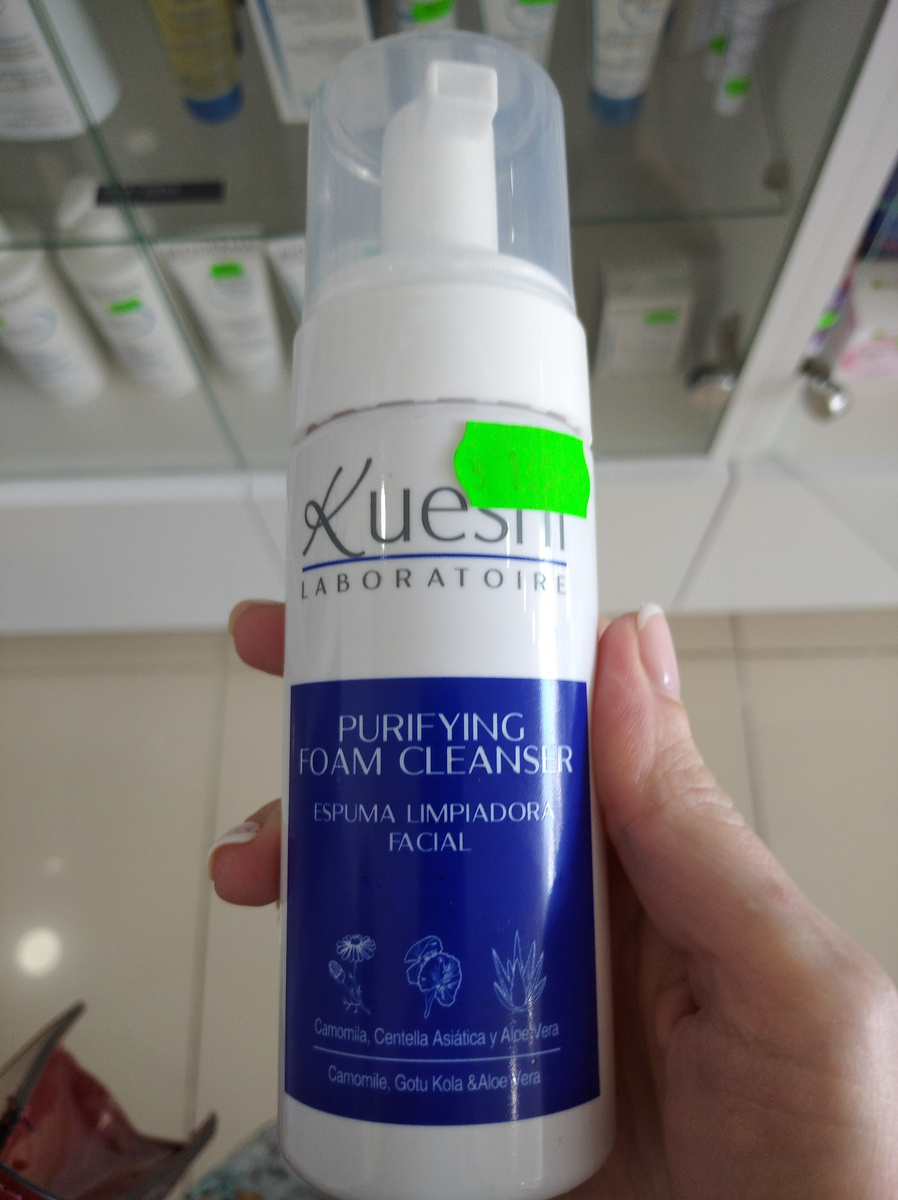 Kueshi
LABORATOIRE
PURIFYING
FOAM CLEANSER
ESPUMA LIMPIADORA
FACIAL
Camomila, Centella Asiática y Aloe Vera
Camomile, Gotu Kola &Aloe Vera